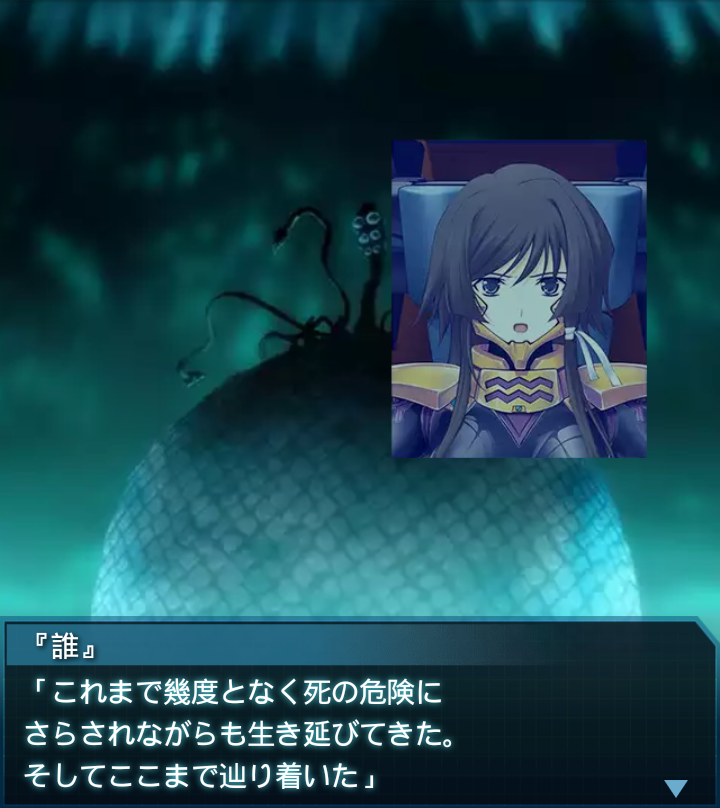 『誰』
「これまで幾度となく死の危険に
さらされながらも生き延びてきた。
そしてここまで辿り着いた」